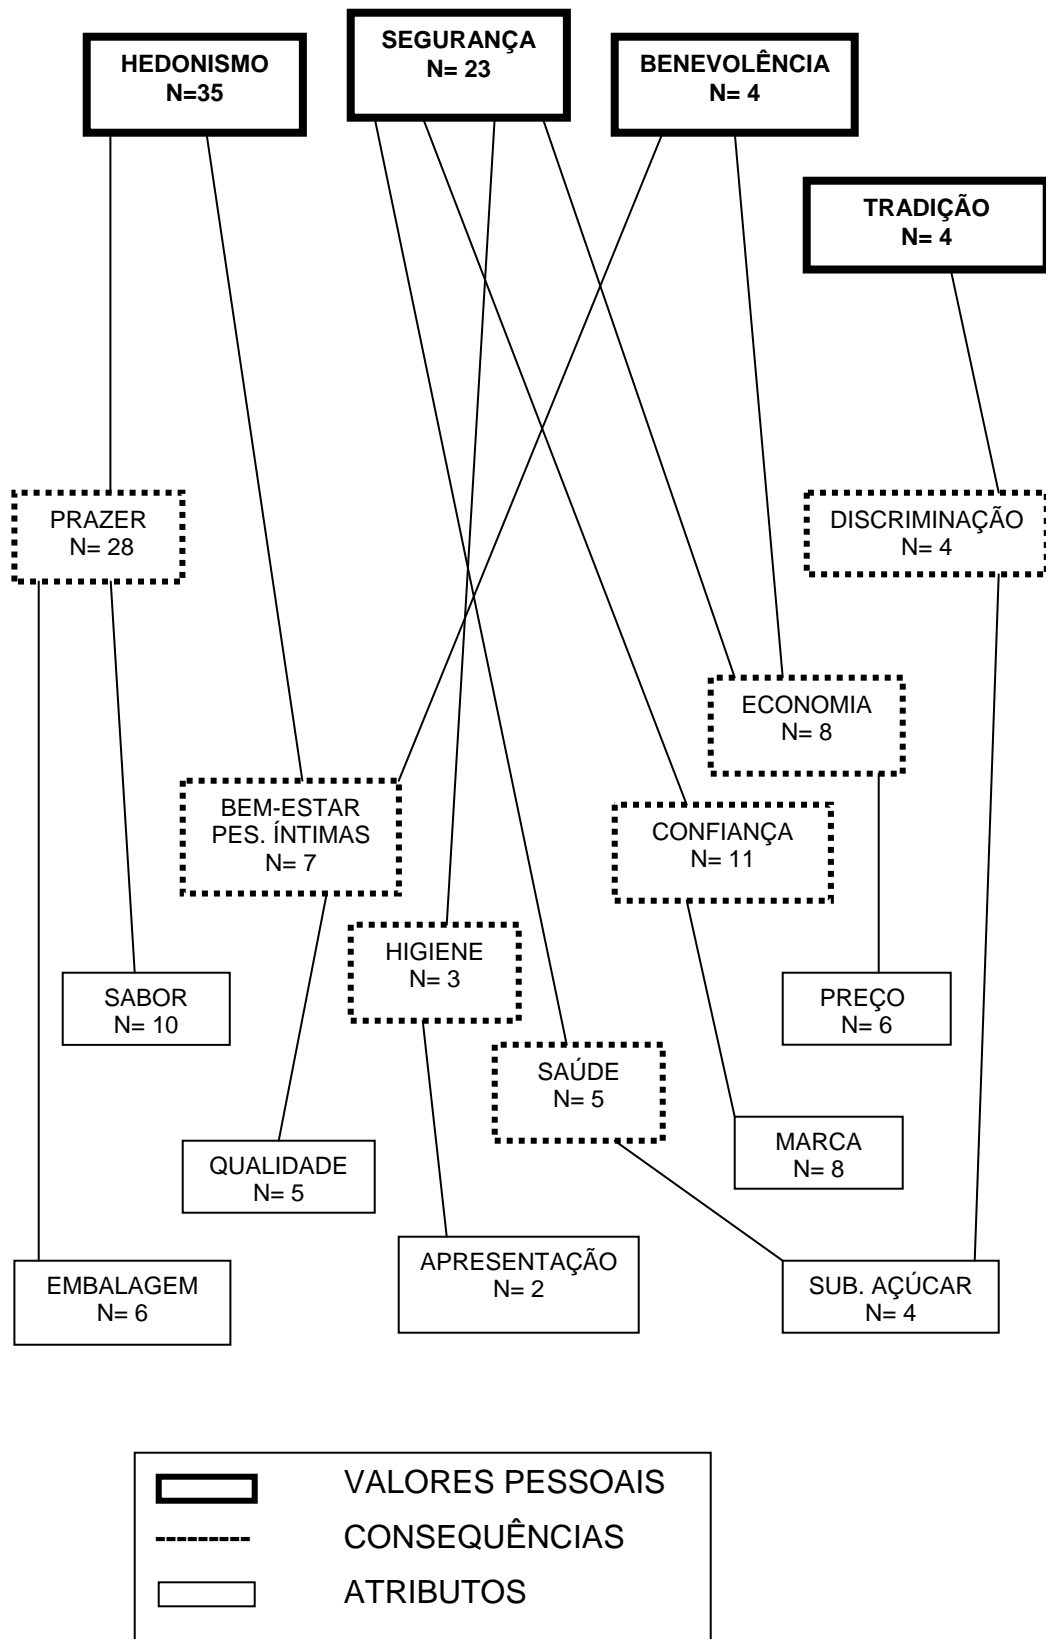 HEDONISMO
N=35
SEGURANÇA
N= 23
BENEVOLÊNCIA
N= 4
TRADIÇÃO
N= 4
PRAZER
N= 28
DISCRIMINAÇÃO
N= 4
ECONOMIA
N= 8
BEM-ESTAR
PES. ÍNTIMAS
N= 7
CONFIANÇA
N= 11
HIGIENE
N= 3
SABOR
N= 10
PREÇO
N= 6
SAÚDE
N= 5
QUALIDADE
N= 5
MARCA
N= 8
APRESENTAÇÃO
N= 2
EMBALAGEM
N= 6
SUB. AÇÚCAR
N= 4
VALORES PESSOAIS
CONSEQUÊNCIAS
ATRIBUTOS